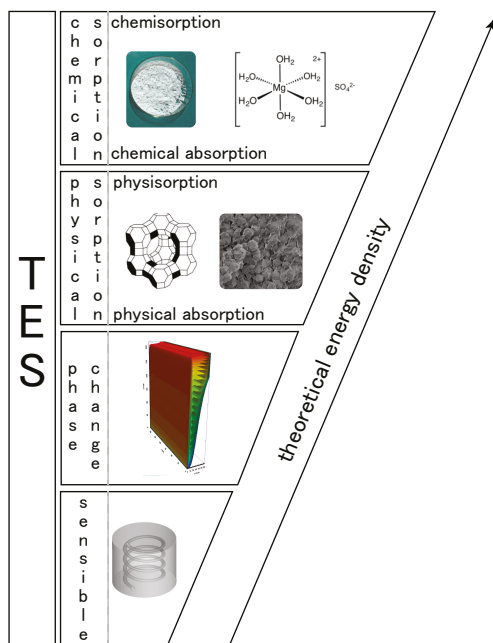 TES
chemical sorption
chemisorption
OH2
2+
H2O
OH2
Mg
SO4 2-
H2O
OH2
OH2
chemical absorption
physical sorption
physisorption
physical absorption
phase change
sensible
theoretical energy density